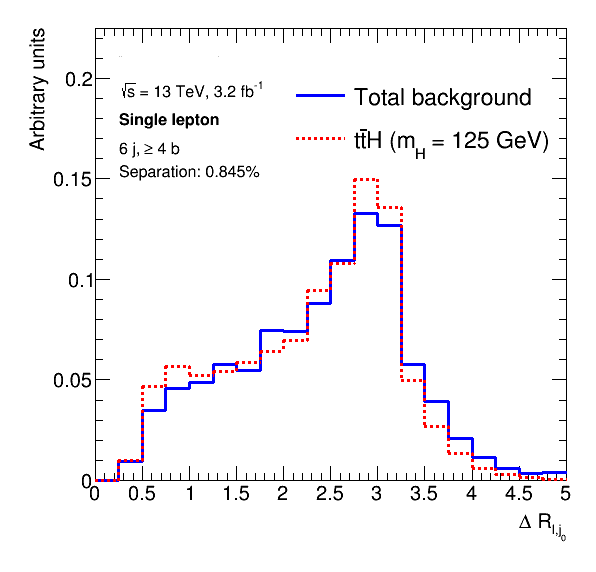 Arbitrary units
0.2
0.15
0.1
0.05
0
√s = 13 TeV, 3.2 fb⁻¹
Single lepton
6 j, ≥ 4 b
Separation: 0.845%
Total background
tt̄H (m_H = 125 GeV)
0 0.5 1 1.5 2 2.5 3 3.5 4 4.5 5
Δ R_l,j₀